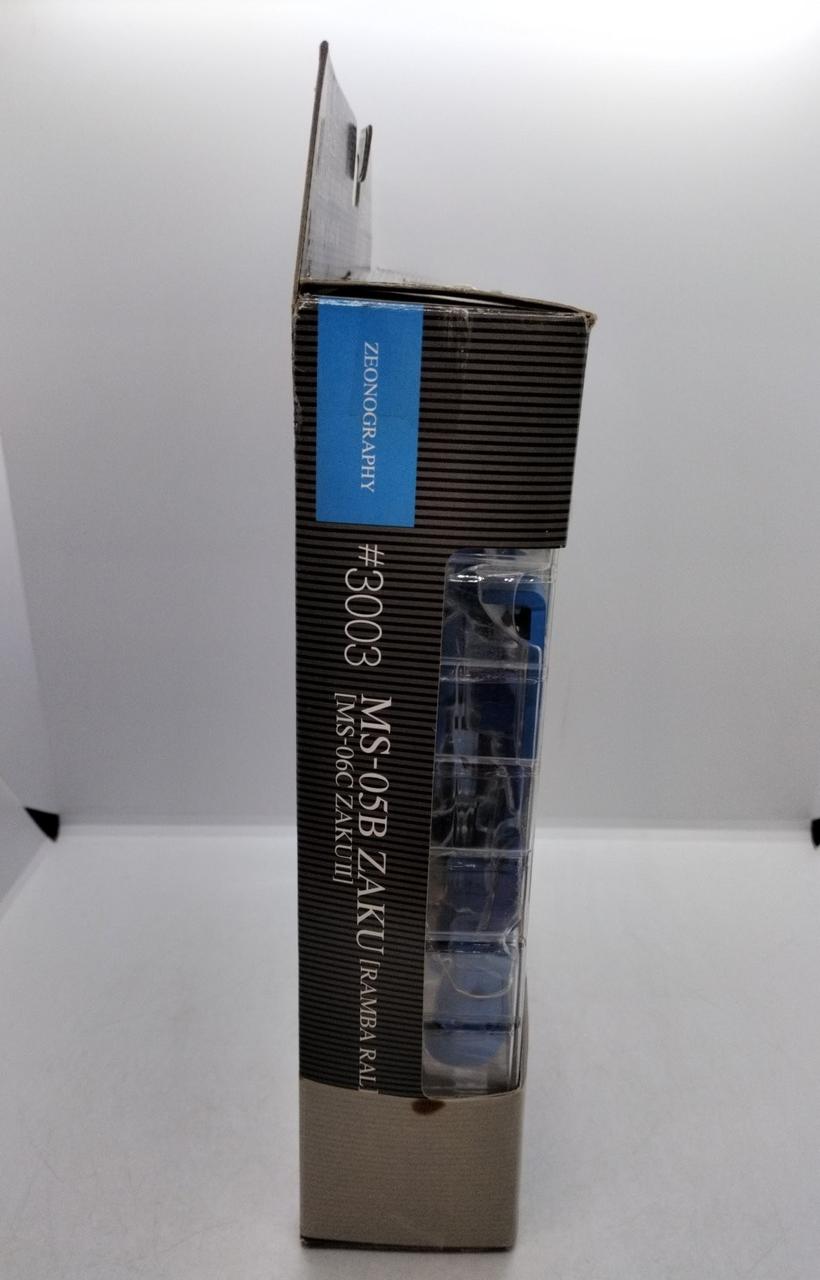 ZEONOGRAPHY
#3003
MS-05B ZAKU [RAMBA RAL]
[MS-06C ZAKU II]